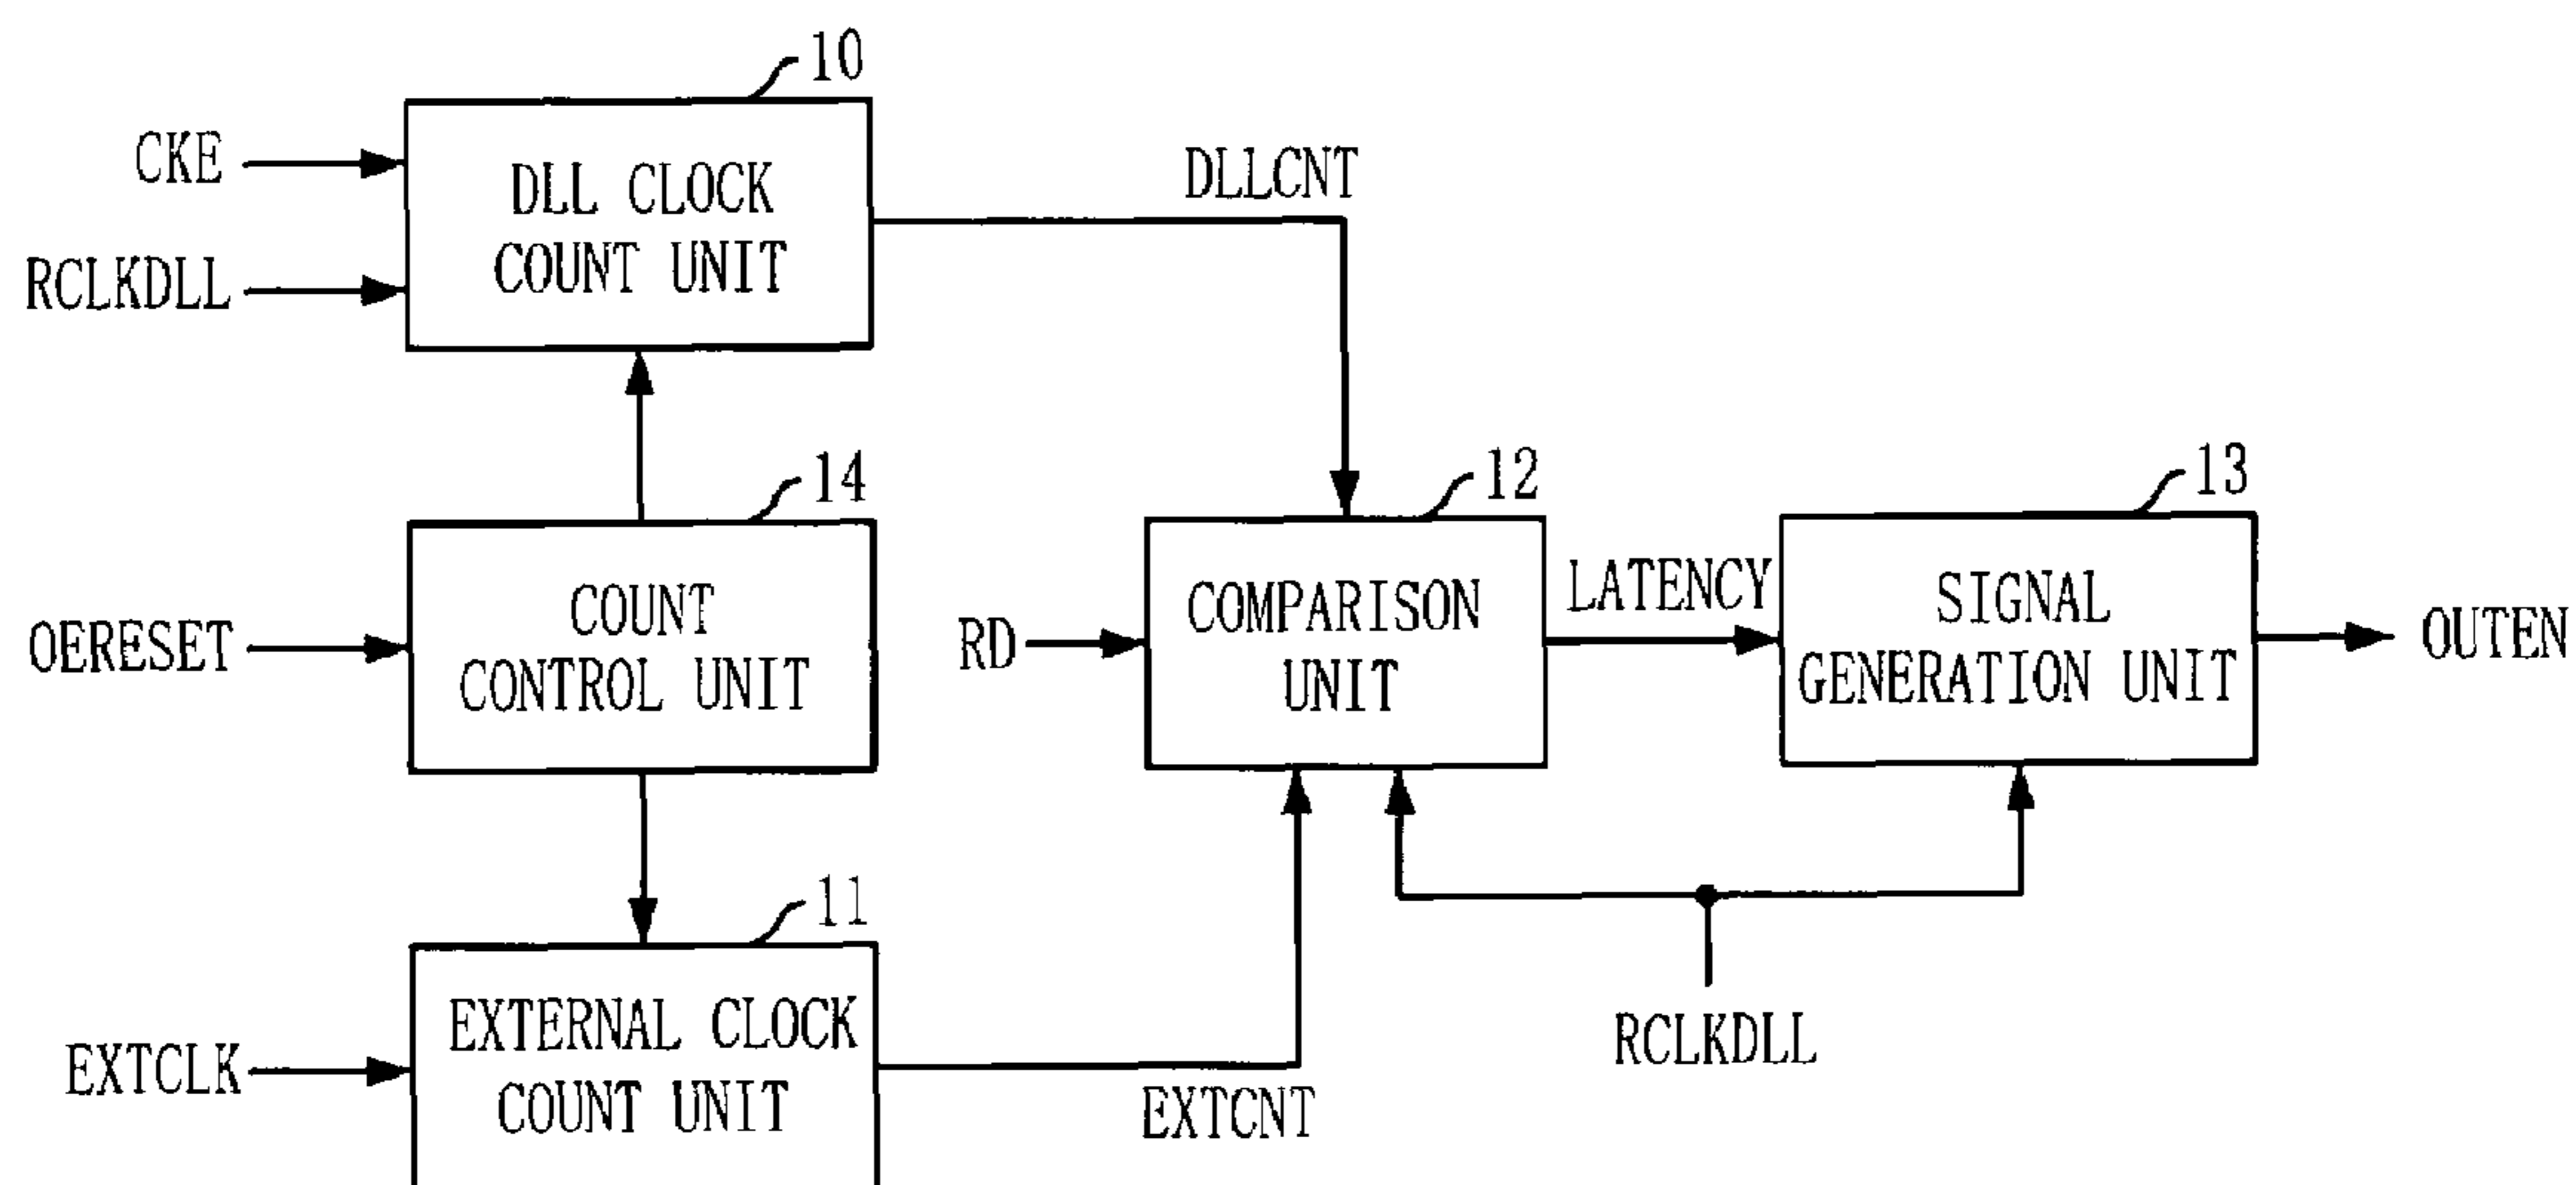 10
CKE
RCLKDLL
DLL CLOCK
COUNT UNIT
DLLCNT
14
OERESET
COUNT
CONTROL UNIT
12
RD
COMPARISON
UNIT
LATENCY
13
SIGNAL
GENERATION UNIT
OUTEN
11
EXTCLK
EXTERNAL CLOCK
COUNT UNIT
EXTCNT
RCLKDLL